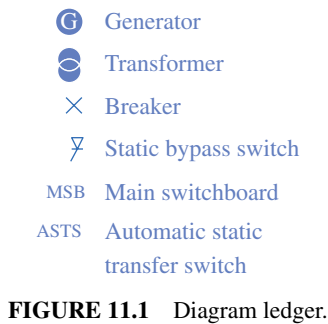 G Generator
Transformer
Breaker
Static bypass switch
MSB Main switchboard
ASTS Automatic static
transfer switch
FIGURE 11.1 Diagram ledger.